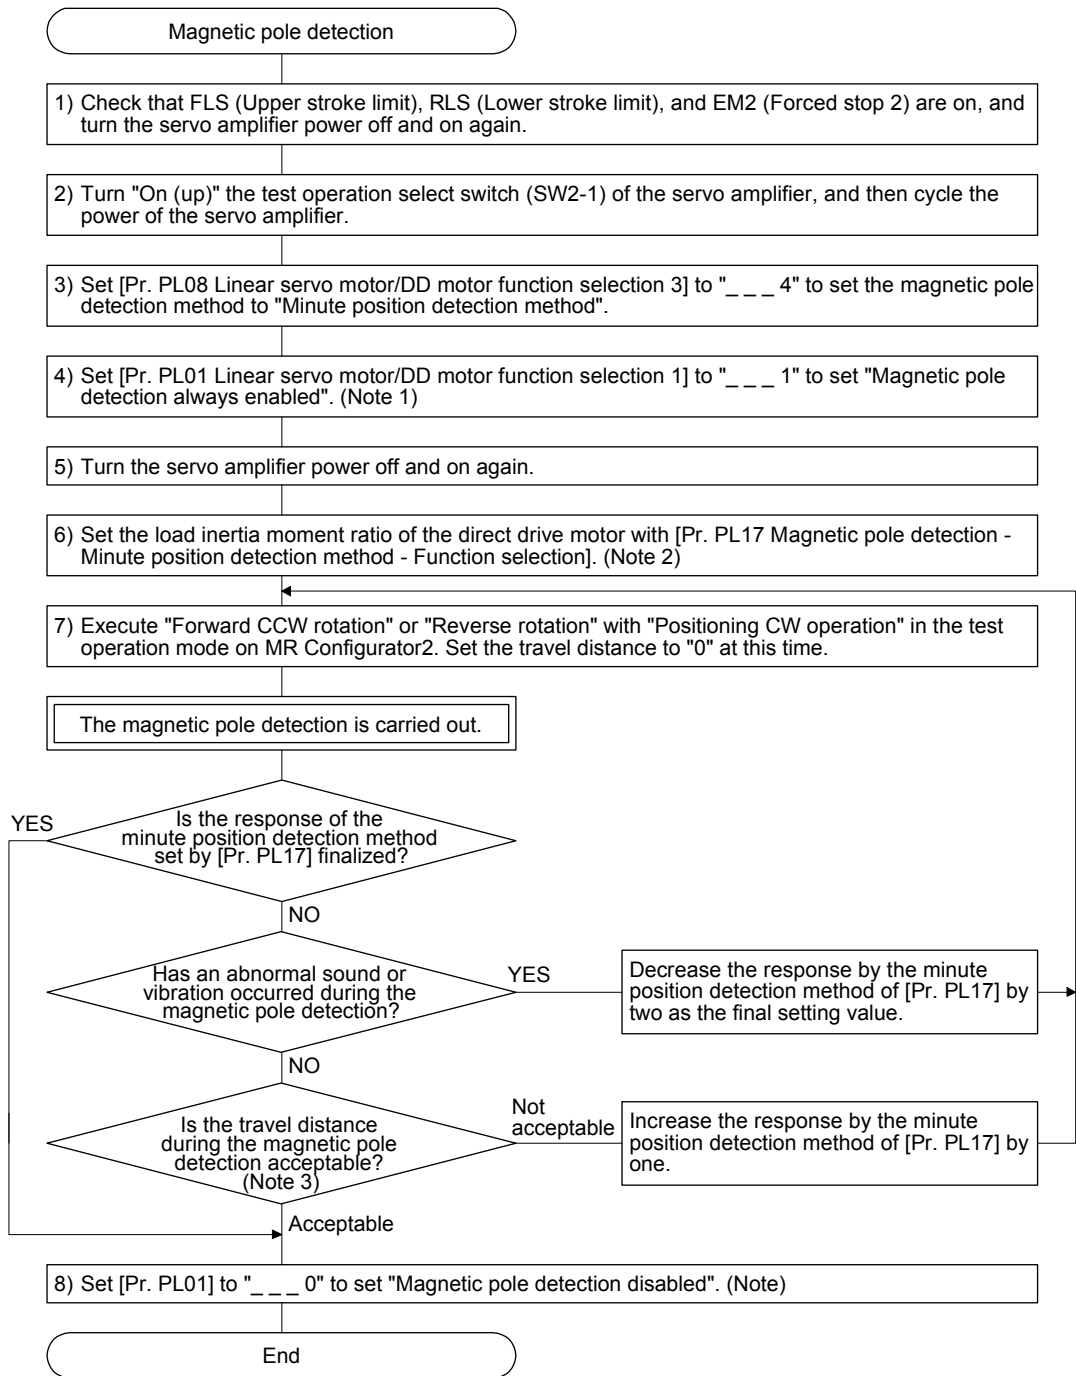 Magnetic pole detection
1) Check that FLS (Upper stroke limit), RLS (Lower stroke limit), and EM2 (Forced stop 2) are on, and
turn the servo amplifier power off and on again.
2) Turn "On (up)" the test operation select switch (SW2-1) of the servo amplifier, and then cycle the
power of the servo amplifier.
3) Set [Pr. PL08 Linear servo motor/DD motor function selection 3] to "_ _ _ 4" to set the magnetic pole
detection method to "Minute position detection method".
4) Set [Pr. PL01 Linear servo motor/DD motor function selection 1] to "_ _ _ 1" to set "Magnetic pole
detection always enabled". (Note 1)
5) Turn the servo amplifier power off and on again.
6) Set the load inertia moment ratio of the direct drive motor with [Pr. PL17 Magnetic pole detection -
Minute position detection method - Function selection]. (Note 2)
7) Execute "Forward CCW rotation" or "Reverse rotation" with "Positioning CW operation" in the test
operation mode on MR Configurator2. Set the travel distance to "0" at this time.
The magnetic pole detection is carried out.
Is the response of the
minute position detection method
set by [Pr. PL17] finalized?
YES
NO
Has an abnormal sound or
vibration occurred during the
magnetic pole detection?
YES
Decrease the response by the minute
position detection method of [Pr. PL17] by
two as the final setting value.
NO
Is the travel distance
during the magnetic pole
detection acceptable?
(Note 3)
Not
acceptable
Increase the response by the minute
position detection method of [Pr. PL17] by
one.
Acceptable
8) Set [Pr. PL01] to "_ _ _ 0" to set "Magnetic pole detection disabled". (Note)
End